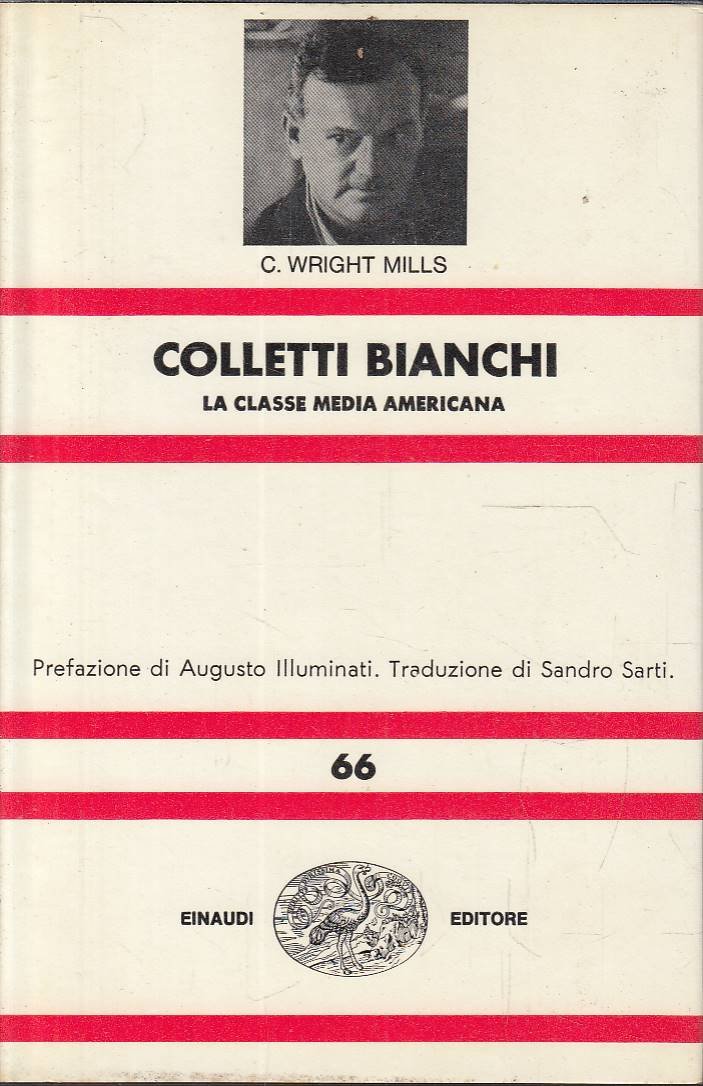 C. WRIGHT MILLS
COLLETTI BIANCHI
LA CLASSE MEDIA AMERICANA
Prefazione di Augusto Illuminati. Traduzione di Sandro Sarti.
66
EINAUDI EDITORE